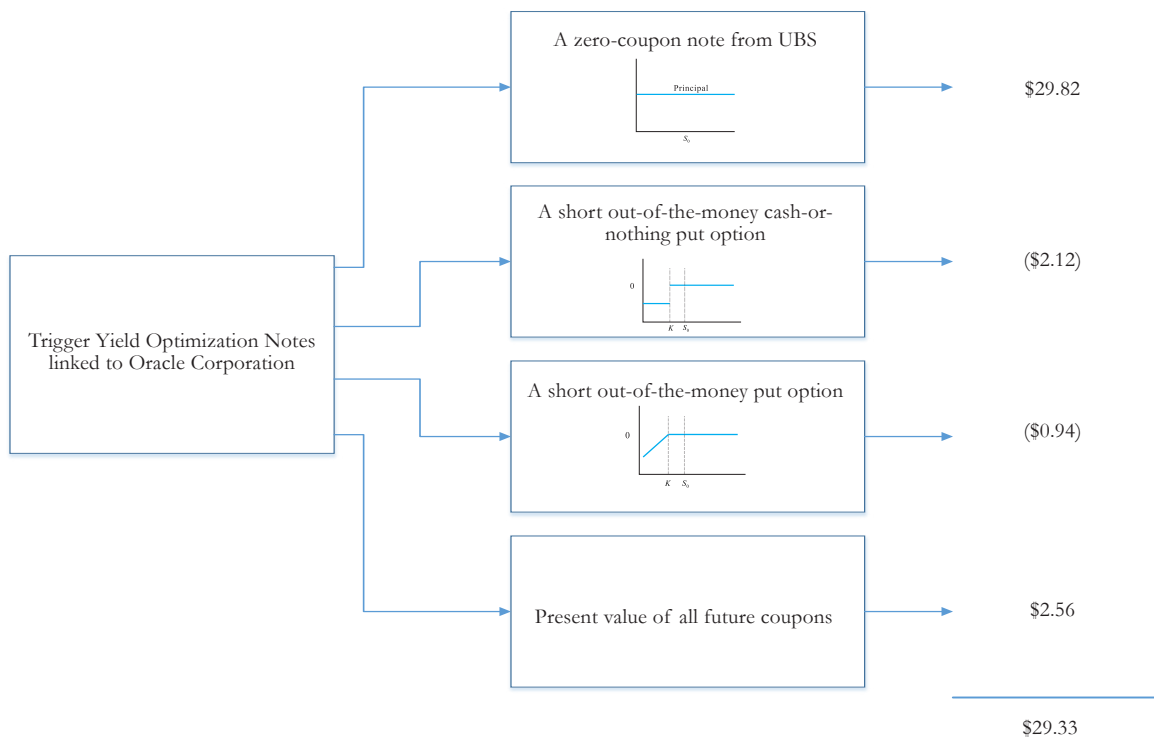 A zero-coupon note from UBS
Principal
S₀
$29.82
A short out-of-the-money cash-or-
nothing put option
0
K S₀
($2.12)
Trigger Yield Optimization Notes
linked to Oracle Corporation
A short out-of-the-money put option
0
K S₀
($0.94)
Present value of all future coupons
$2.56
$29.33